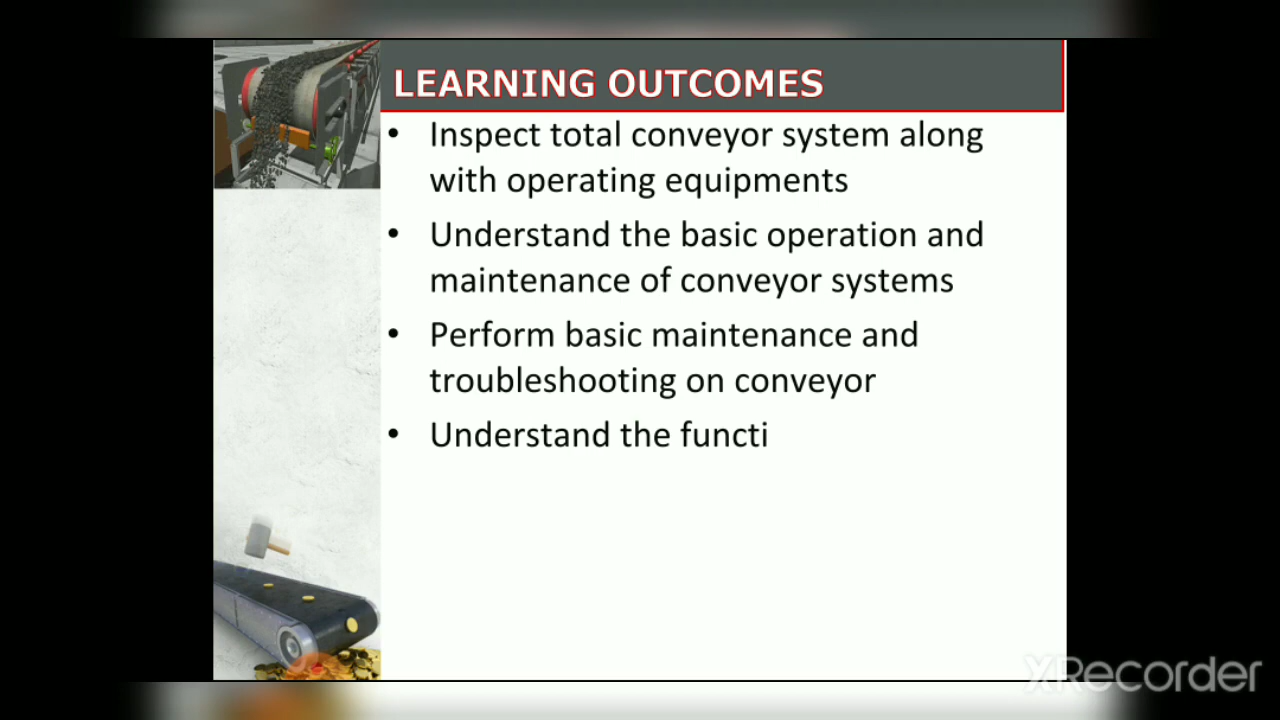 LEARNING OUTCOMES
• Inspect total conveyor system along
with operating equipments
• Understand the basic operation and
maintenance of conveyor systems
• Perform basic maintenance and
troubleshooting on conveyor
• Understand the functi
XRecorder